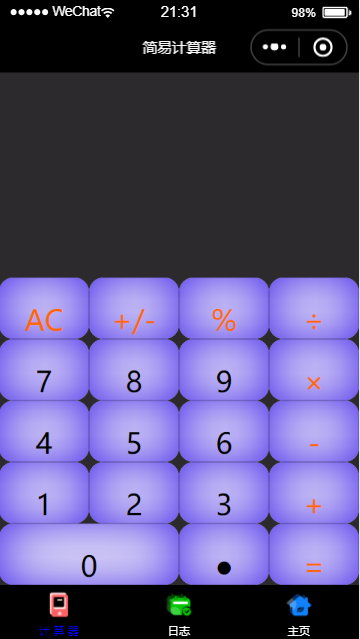 WeChat 21:31 98%
简易计算器
AC +/- % ÷
7 8 9 ×
4 5 6 -
1 2 3 +
0 • =
计算器 日志 主页